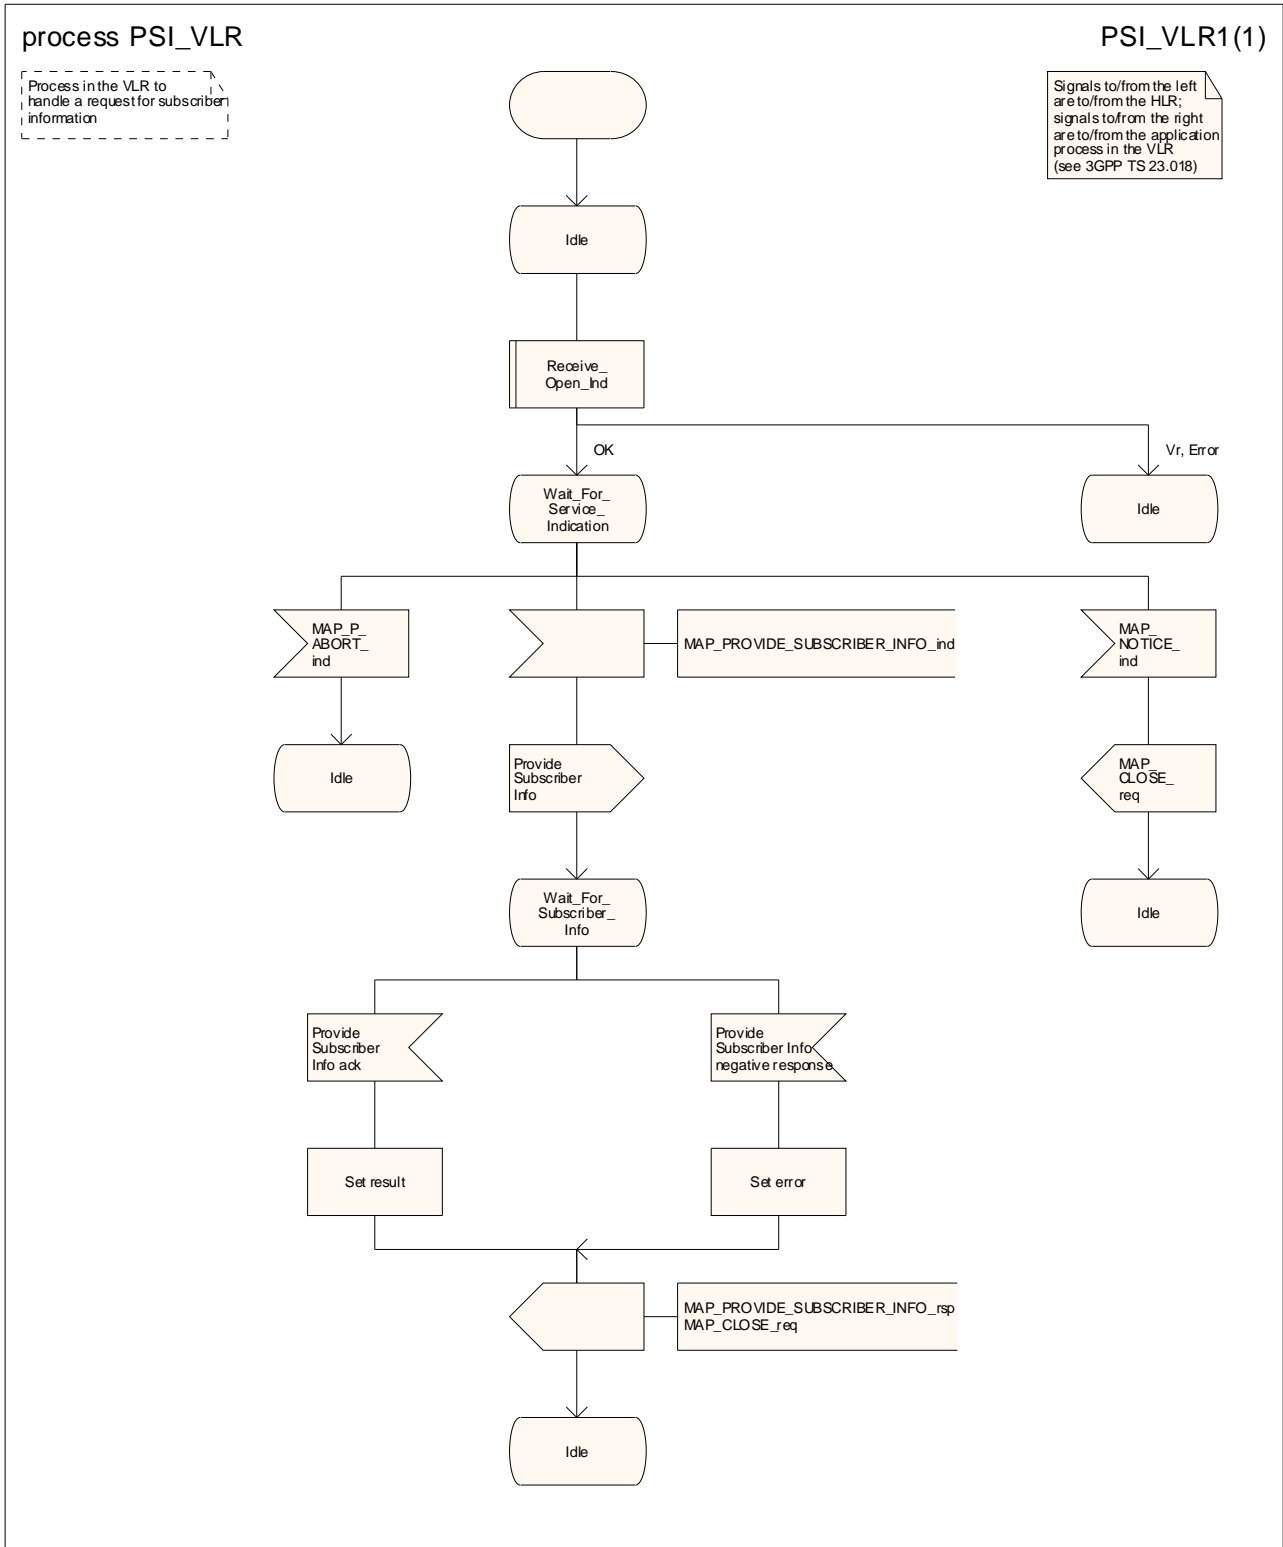 process PSI_VLR
PSI_VLR1(1)
Process in the VLR to
handle a request for subscriber
information
Signals to/from the left
are to/from the HLR;
signals to/from the right
are to/from the application
process in the VLR
(see 3GPP TS 23.018)
Idle
Receive_
Open_Ind
OK
Vr, Error
Wait_For_
Service_
Indication
Idle
MAP_P_
ABORT_
ind
MAP_PROVIDE_SUBSCRIBER_INFO_ind
MAP_
NOTICE_
ind
Idle
Provide
Subscriber
Info
MAP_
CLOSE_
req
Wait_For_
Subscriber_
Info
Idle
Provide
Subscriber
Info ack
Provide
Subscriber Info
negative response
Set result
Set error
MAP_PROVIDE_SUBSCRIBER_INFO_rsp
MAP_CLOSE_req
Idle